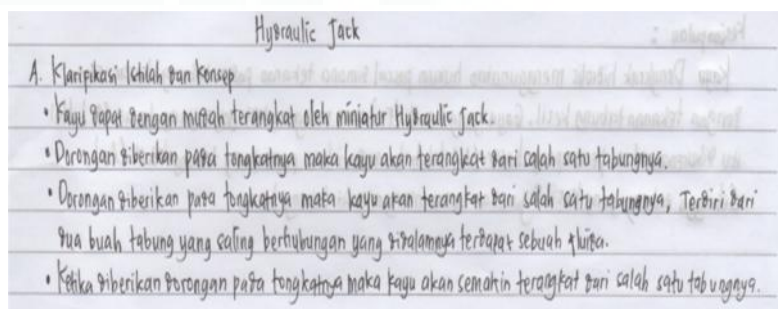 Hydraulic Jack
A. Klarifikasi Istilah dan Konsep
• Kayu dapat dengan mudah terangkat oleh miniatur Hydraulic Jack.
• Dorongan diberikan pada tongkatnya maka kayu akan terangkat dari salah satu tabungnya.
• Dorongan diberikan pada tongkatnya maka kayu akan terangkat dari salah satu tabungnya, Terdiri dari
dua buah tabung yang saling berhubungan yang didalamnya terdapat sebuah fluida.
• Ketika diberikan dorongan pada tongkatnya maka kayu akan semakin terangkat dari salah satu tabungnya.